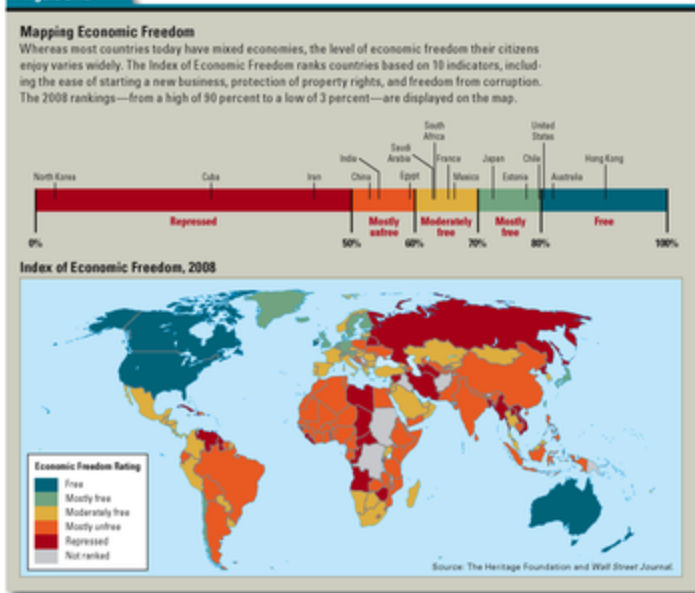 Mapping Economic Freedom
Whereas most countries today have mixed economies, the level of economic freedom their citizens
enjoy varies widely. The Index of Economic Freedom ranks countries based on 10 indicators, includ-
ing the ease of starting a new business, protection of property rights, and freedom from corruption.
The 2008 rankings—from a high of 90 percent to a low of 3 percent—are displayed on the map.
South Africa
United States
Saudi Arabia
India
France
Japan
Chile
Hong Kong
North Korea
Cuba
Iran
China
Egypt
Mexico
Estonia
Australia
Repressed
Mostly unfree
Moderately free
Mostly free
Free
0%
50%
60%
70%
80%
100%
Index of Economic Freedom, 2008
Economic Freedom Rating
Free
Mostly free
Moderately free
Mostly unfree
Repressed
Not ranked
Source: The Heritage Foundation and Wall Street Journal.